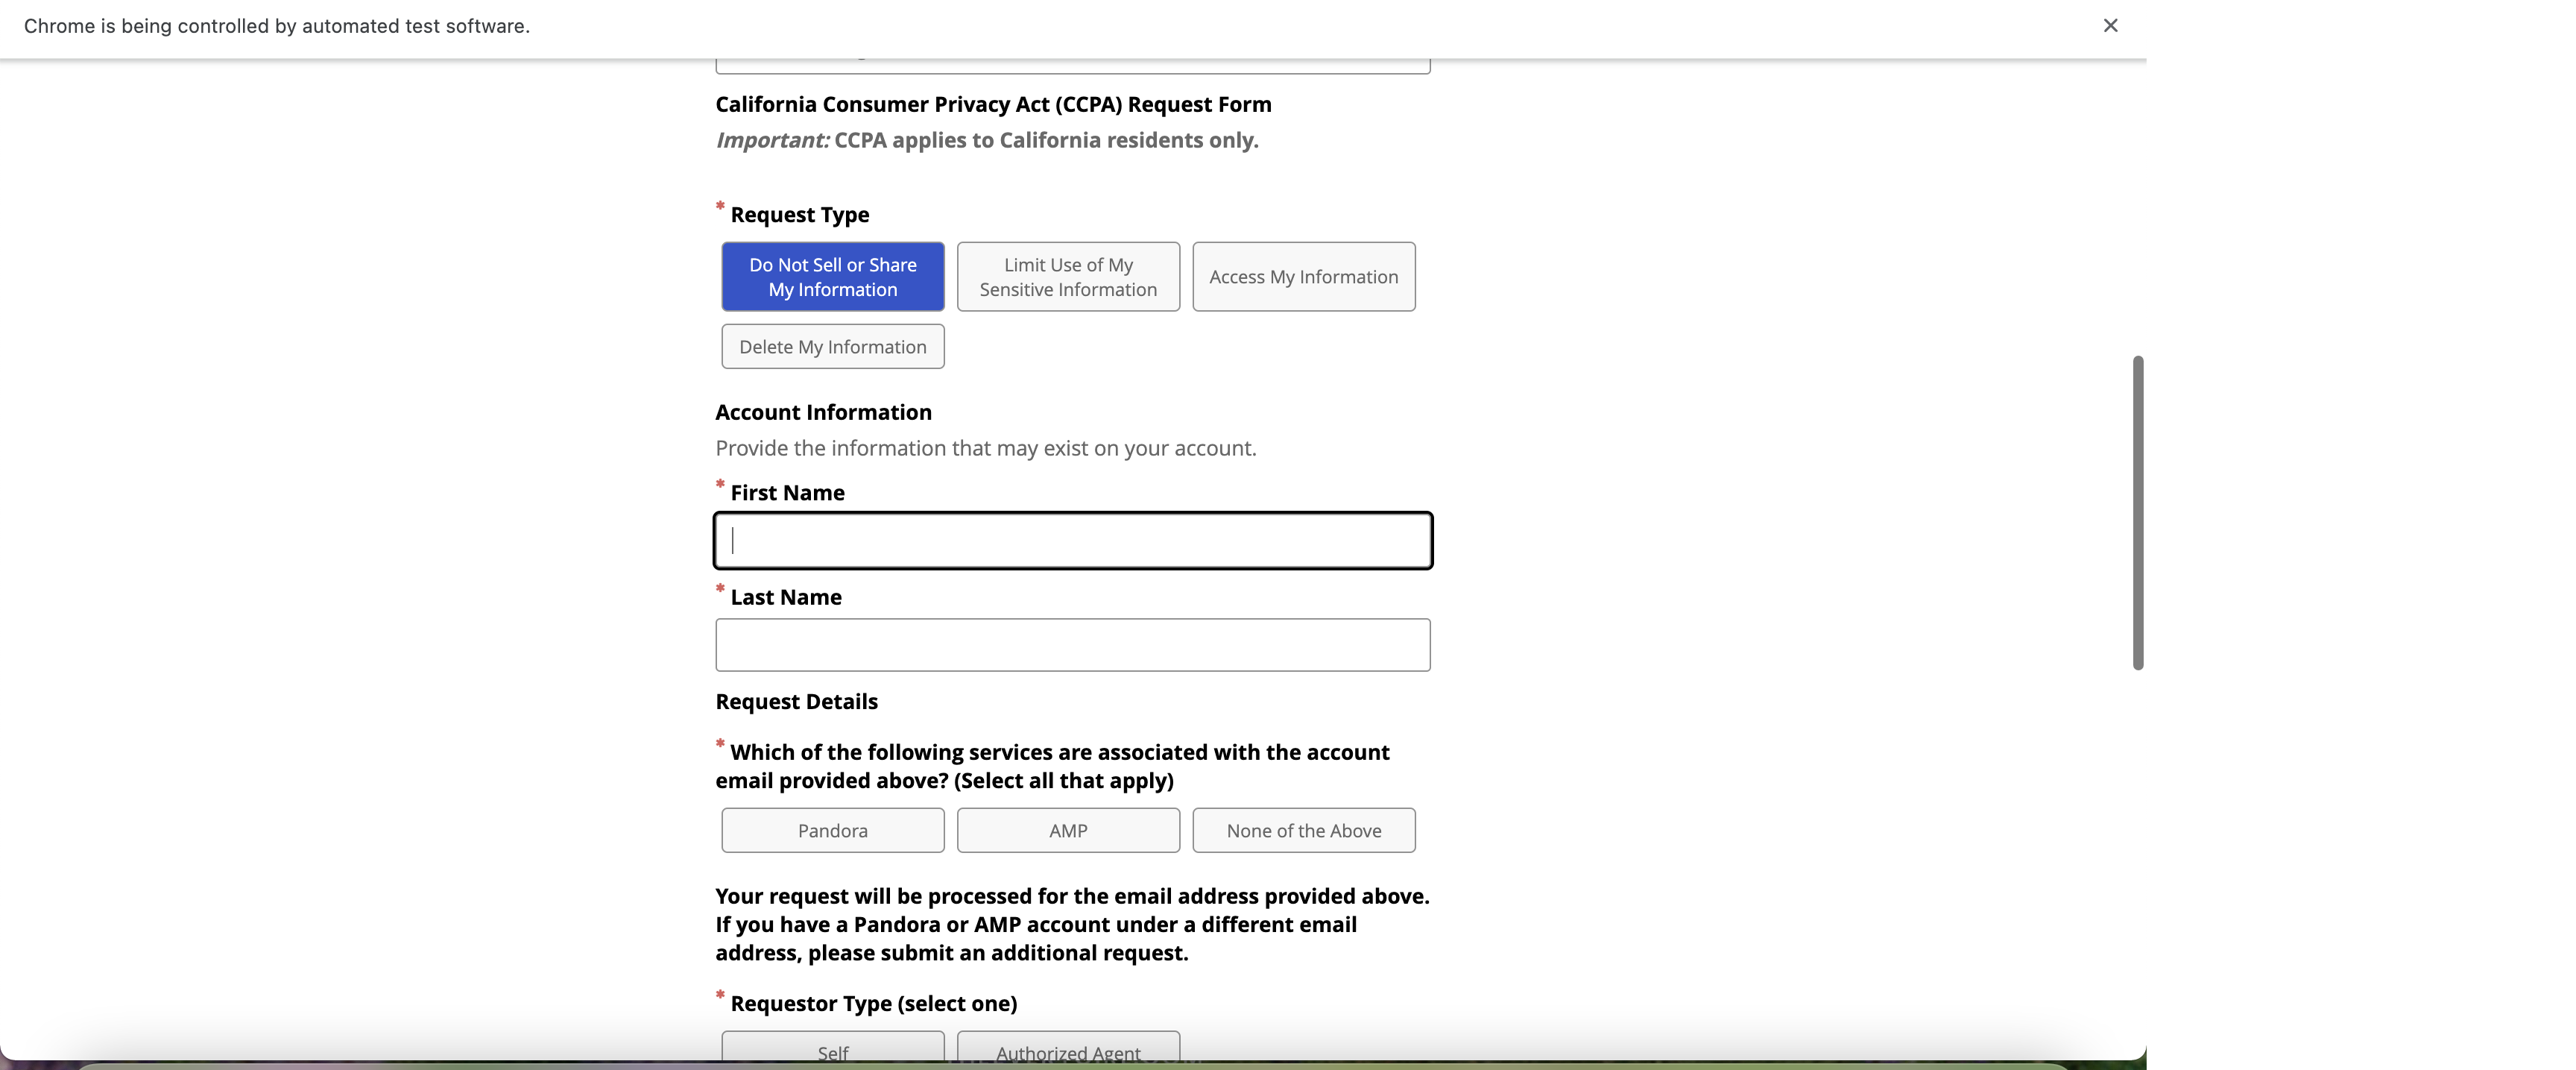 Chrome is being controlled by automated test software.
California Consumer Privacy Act (CCPA) Request Form
Important: CCPA applies to California residents only.
* Request Type
Do Not Sell or Share
My Information
Limit Use of My
Sensitive Information
Access My Information
Delete My Information
Account Information
Provide the information that may exist on your account.
* First Name
* Last Name
Request Details
* Which of the following services are associated with the account
email provided above? (Select all that apply)
Pandora
AMP
None of the Above
Your request will be processed for the email address provided above.
If you have a Pandora or AMP account under a different email
address, please submit an additional request.
* Requestor Type (select one)
Self
Authorized Agent